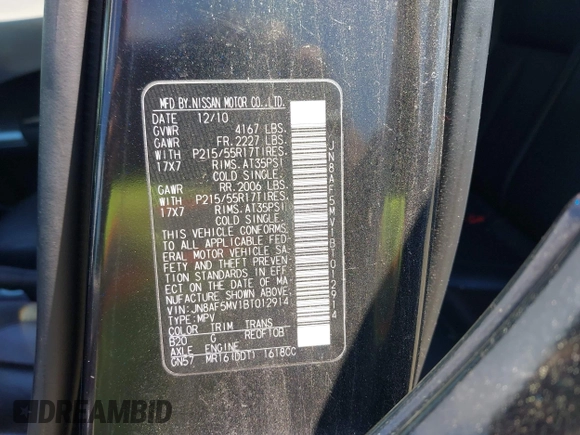 MFD BY.NISSAN MOTOR CO.,LTD.
DATE 12/10
GVWR 4167 LBS.
GAWR FR. 2227 LBS.
WITH P215/55R17TIRES.
17X7 RIMS. AT35PSI
COLD SINGLE.
GAWR RR. 2006 LBS.
WITH P215/55R17TIRES.
17X7 RIMS. AT35PSI
COLD SINGLE.
THIS VEHICLE CONFORMS
TO ALL APPLICABLE FED
ERAL MOTOR VEHICLE SA-
FETY AND THEFT PREVEN-
TION STANDARDS IN EFF-
ECT ON THE DATE OF MA-
NUFACTURE SHOWN ABOVE.
VIN:JN8AF5MV1BT012914
TYPE:MPV
COLOR TRIM TRANS
B20 G RE0F10B
AXLE ENGINE
GN57 MR16(DDT) 1618CC
JN8AF5MV1BT012914
DREAMBID